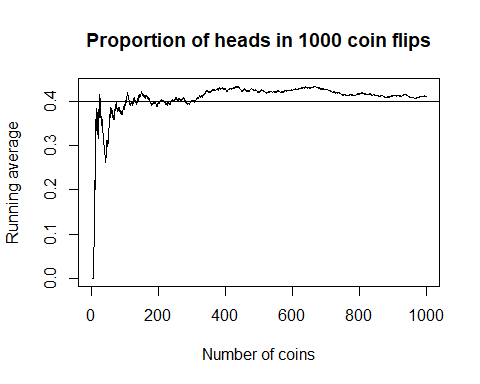 Proportion of heads in 1000 coin flips
Running average
0.4
0.3
0.2
0.1
0.0
0 200 400 600 800 1000
Number of coins